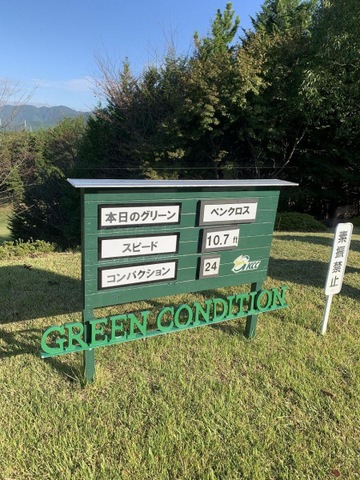 本日のグリーン ペンクロス
スピード 10.7 ft
コンパクション 24
GREEN CONDITION
素振禁止